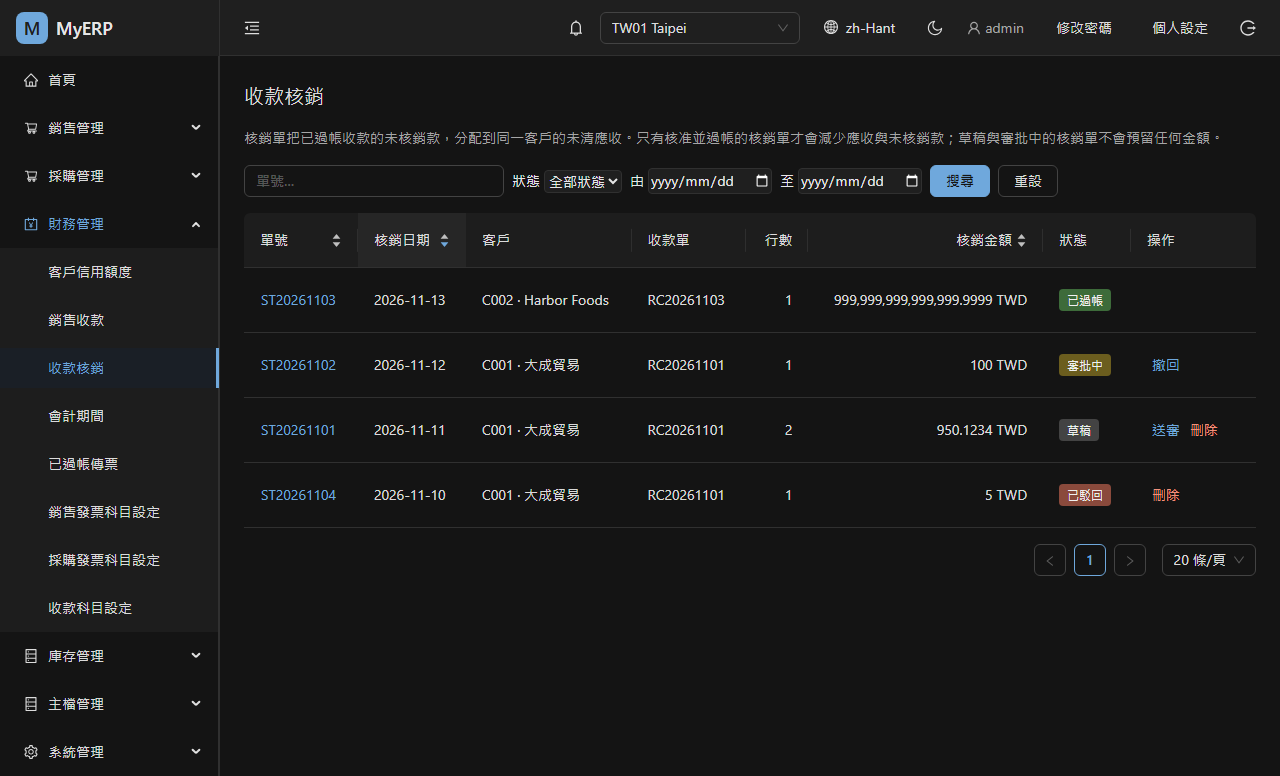 M MyERP
TW01 Taipei
zh-Hant
admin
修改密碼
個人設定
首頁
銷售管理
採購管理
財務管理
客戶信用額度
銷售收款
收款核銷
會計期間
已過帳傳票
銷售發票科目設定
採購發票科目設定
收款科目設定
庫存管理
主檔管理
系統管理
收款核銷
核銷單把已過帳收款的未核銷款，分配到同一客戶的未清應收。只有核准並過帳的核銷單才會減少應收與未核銷款；草稿與審批中的核銷單不會預留任何金額。
單號... 狀態 全部狀態 由 yyyy/mm/dd 至 yyyy/mm/dd 搜尋 重設
單號 核銷日期 客戶 收款單 行數 核銷金額 狀態 操作
ST20261103 2026-11-13 C002 · Harbor Foods RC20261103 1 999,999,999,999,999.9999 TWD 已過帳
ST20261102 2026-11-12 C001 · 大成貿易 RC20261101 1 100 TWD 審批中 撤回
ST20261101 2026-11-11 C001 · 大成貿易 RC20261101 2 950.1234 TWD 草稿 送審 刪除
ST20261104 2026-11-10 C001 · 大成貿易 RC20261101 1 5 TWD 已駁回 刪除
< 1 > 20 條/頁